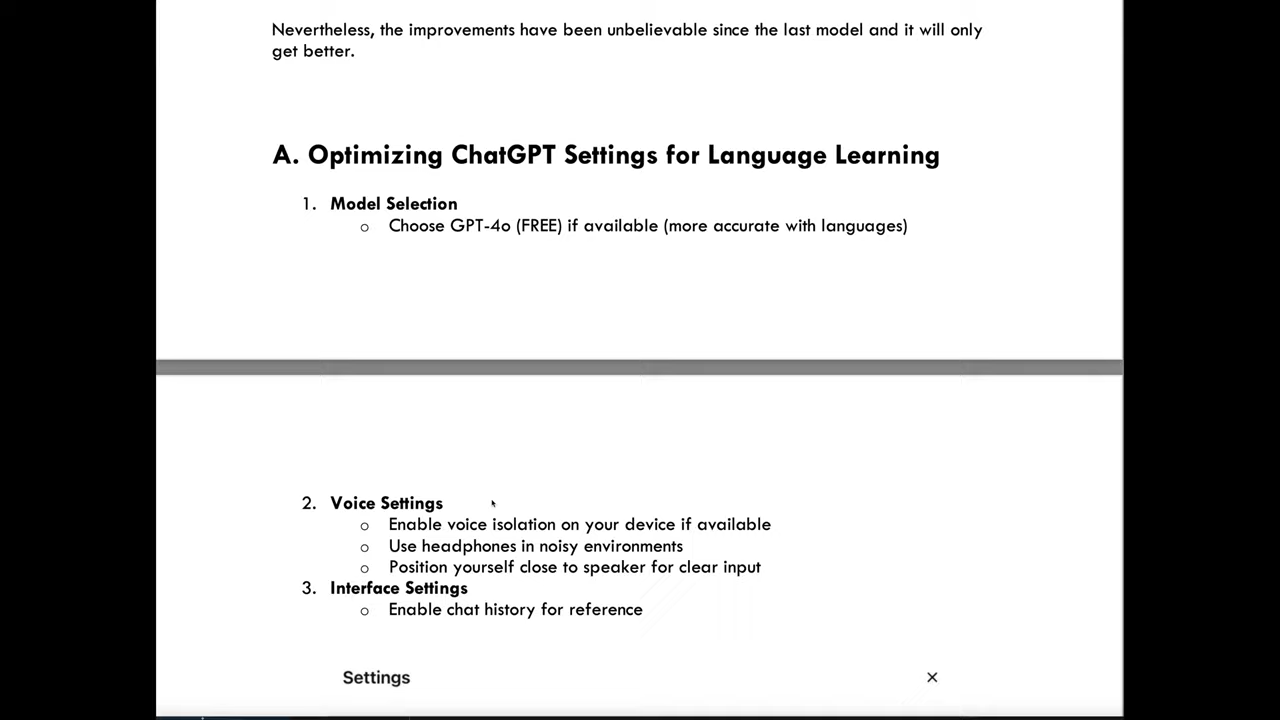 Nevertheless, the improvements have been unbelievable since the last model and it will only
get better.
A. Optimizing ChatGPT Settings for Language Learning
1. Model Selection
o Choose GPT-4o (FREE) if available (more accurate with languages)
2. Voice Settings
o Enable voice isolation on your device if available
o Use headphones in noisy environments
o Position yourself close to speaker for clear input
3. Interface Settings
o Enable chat history for reference
Settings ×